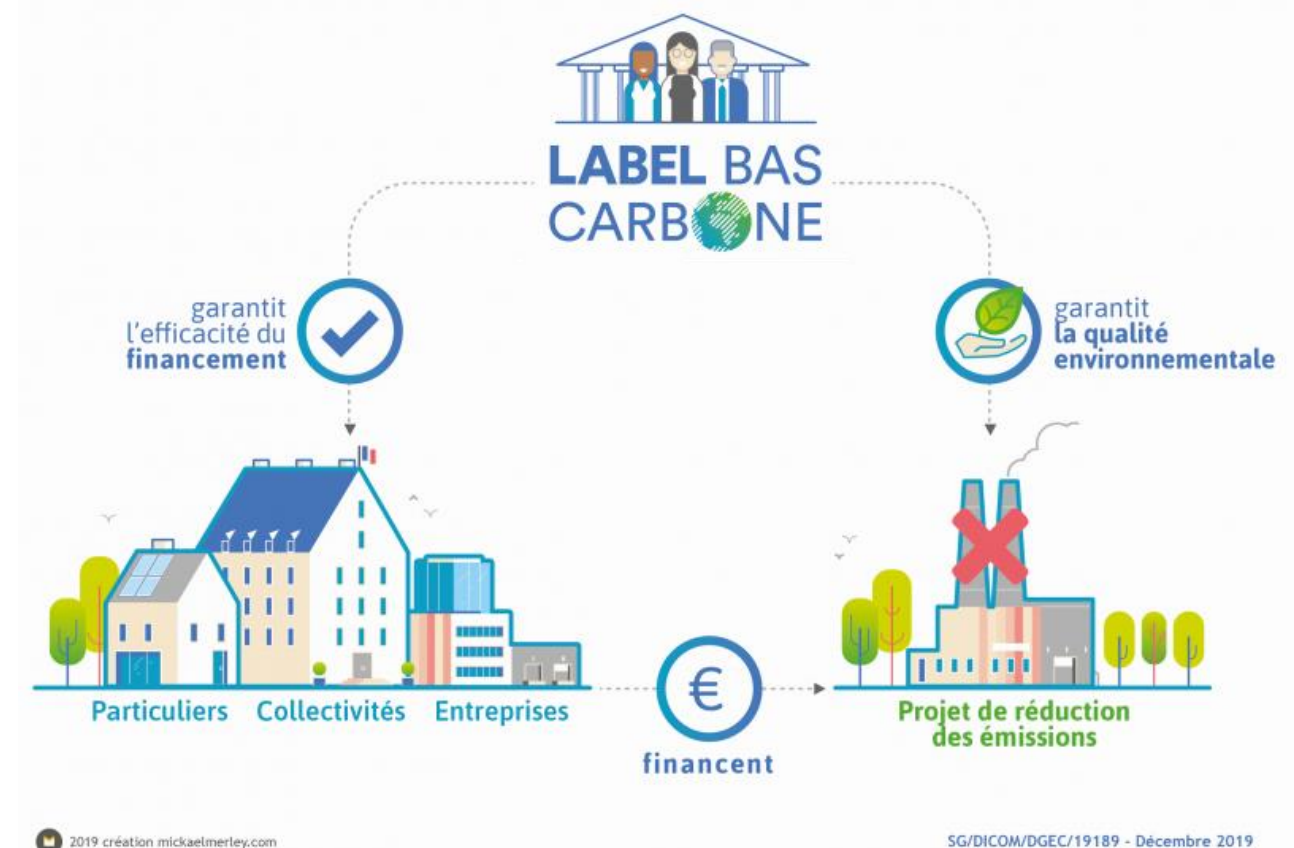 LABEL BAS
CARBONE
garantit
l'efficacité du
financement
garantit
la qualité
environnementale
Particuliers
Collectivités
Entreprises
€
financent
Projet de réduction
des émissions
2019 création mickaelmerley.com
SG/DICOM/DGEC/19189 - Décembre 2019